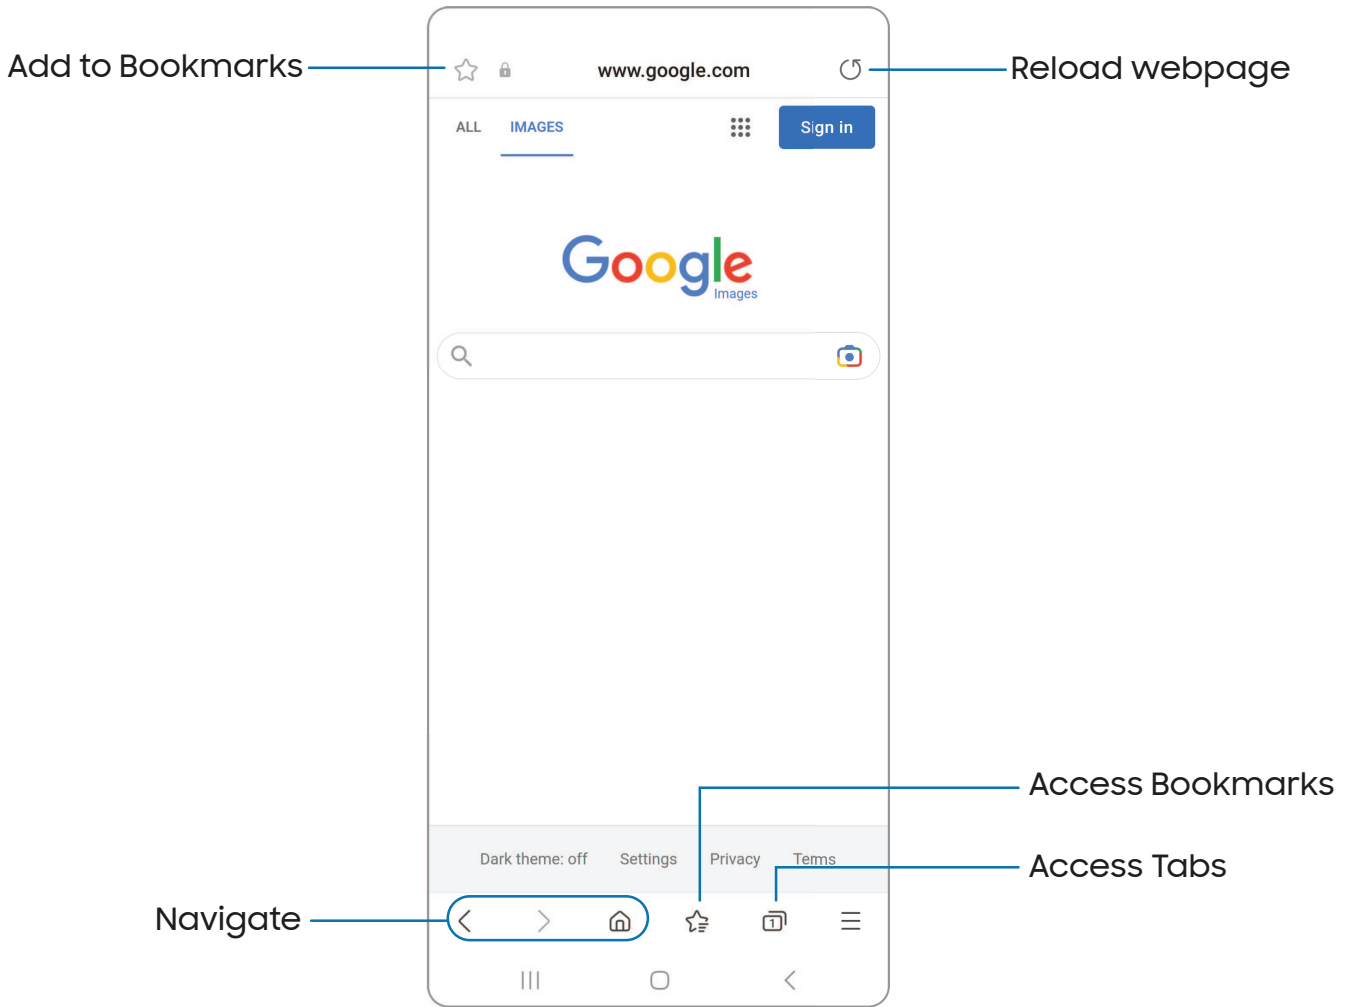 Add to Bookmarks
www.google.com
Reload webpage
ALL IMAGES
Sign in
Google
Images
Access Bookmarks
Dark theme: off Settings Privacy Terms
Access Tabs
Navigate
1